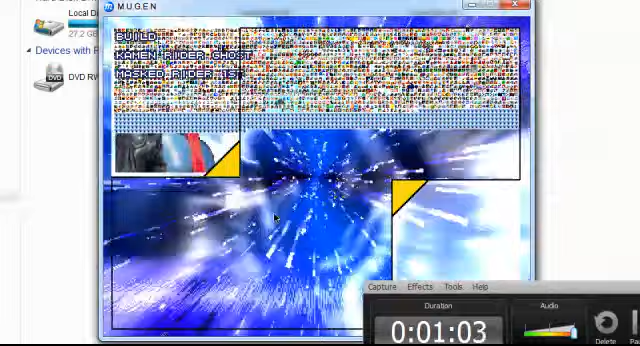 M.U.G.E.N
Local D
27.2 G
Devices with R
DVD RW
BUILD
KAMEN RIDER GHOST
MASKED RIDER 1ST
Capture Effects Tools Help
Duration
Audio
0:01:03
Delete
Pau